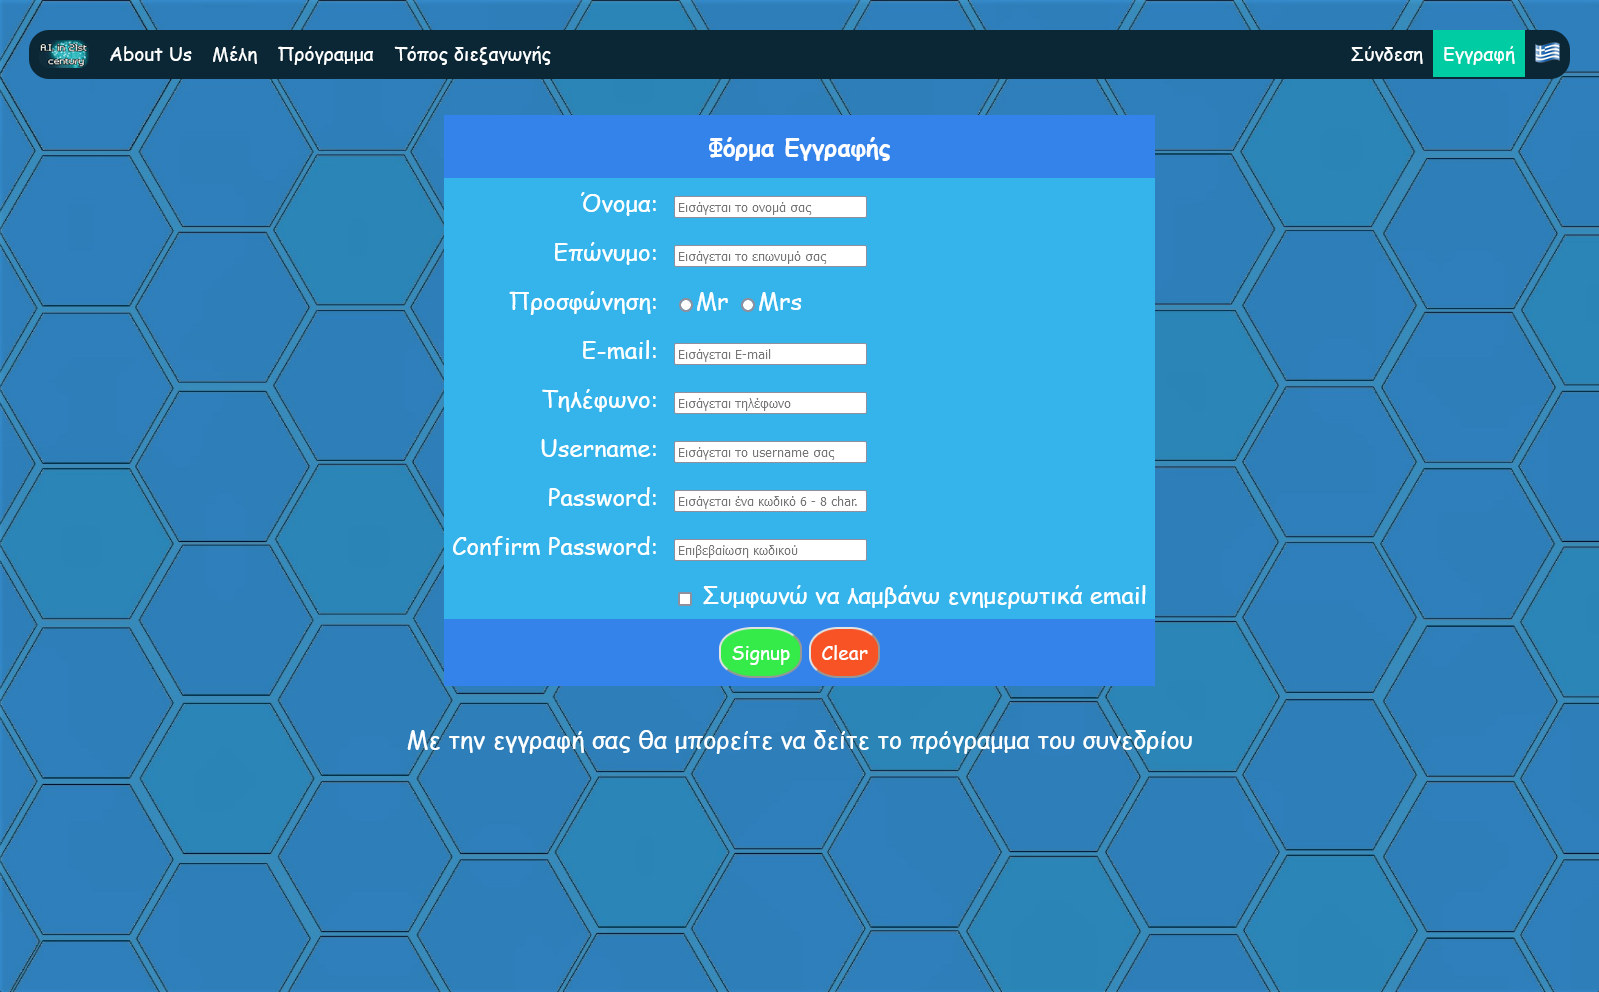 A.I. in 21st
century
About Us Μέλη Πρόγραμμα Τόπος διεξαγωγής Σύνδεση Εγγραφή
Φόρμα Εγγραφής
Όνομα: Εισάγεται το ονομά σας
Επώνυμο: Εισάγεται το επωνυμό σας
Προσφώνηση: Mr Mrs
E-mail: Εισάγεται E-mail
Τηλέφωνο: Εισάγεται τηλέφωνο
Username: Εισάγεται το username σας
Password: Εισάγεται ένα κωδικό 6 - 8 char.
Confirm Password: Επιβεβαίωση κωδικού
Συμφωνώ να λαμβάνω ενημερωτικά email
Signup Clear
Με την εγγραφή σας θα μπορείτε να δείτε το πρόγραμμα του συνεδρίου